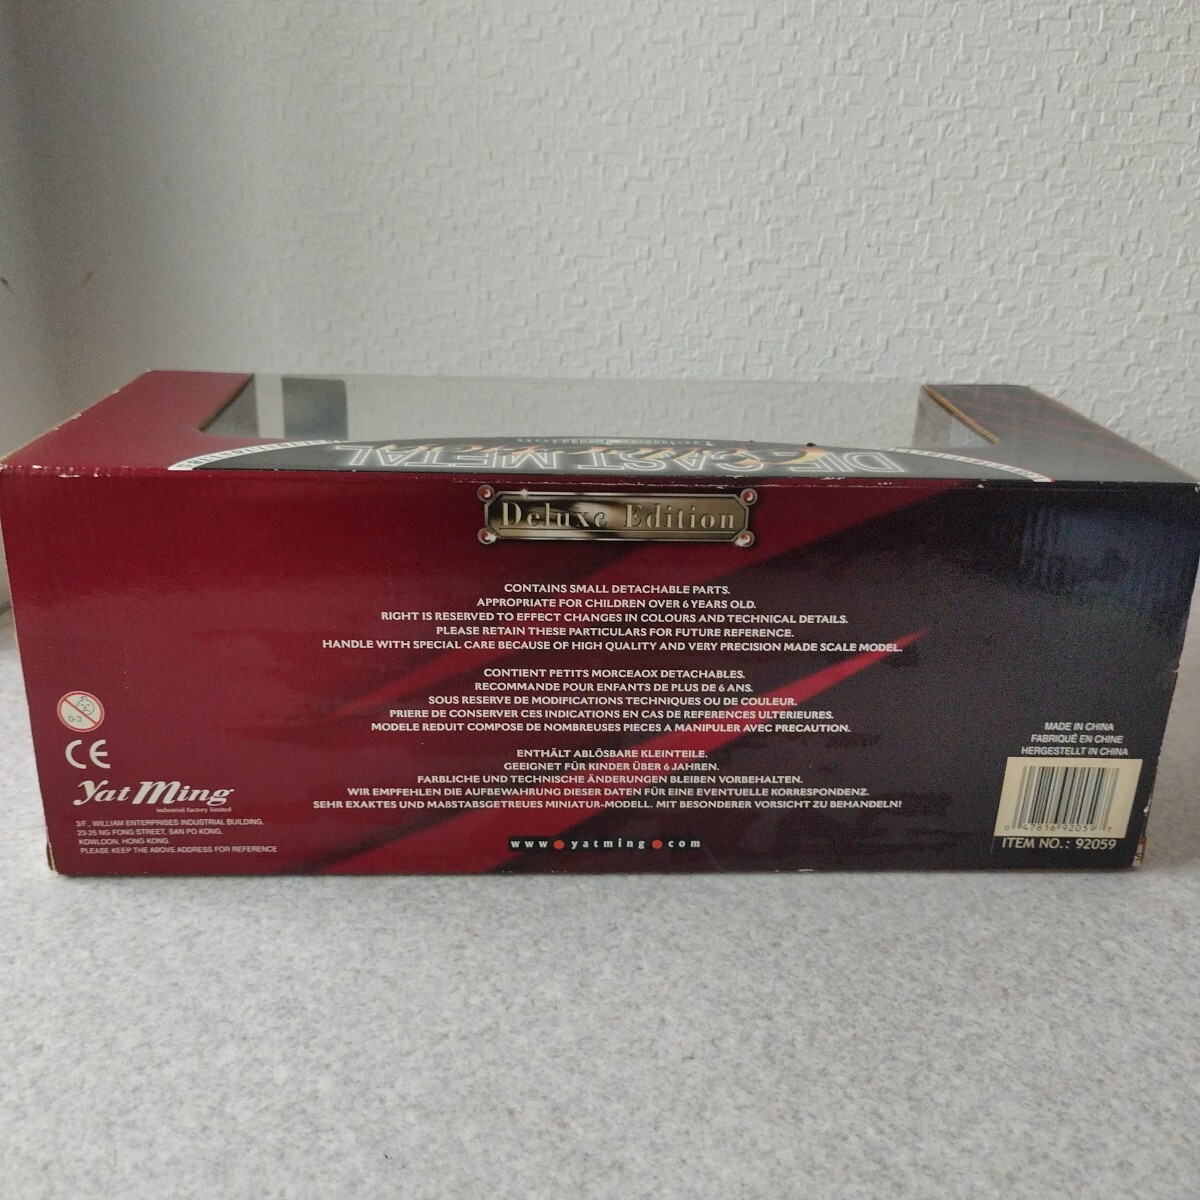 DIE CAST METAL
Deluxe Edition
CONTAINS SMALL DETACHABLE PARTS.
APPROPRIATE FOR CHILDREN OVER 6 YEARS OLD.
RIGHT IS RESERVED TO EFFECT CHANGES IN COLOURS AND TECHNICAL DETAILS.
PLEASE RETAIN THESE PARTICULARS FOR FUTURE REFERENCE.
HANDLE WITH SPECIAL CARE BECAUSE OF HIGH QUALITY AND VERY PRECISION MADE SCALE MODEL.
CONTIENT PETITS MORCEAOX DETACHABLES.
RECOMMANDE POUR ENFANTS DE PLUS DE 6 ANS.
SOUS RESERVE DE MODIFICATIONS TECHNIQUES OU DE COULEUR.
PRIERE DE CONSERVER CES INDICATIONS EN CAS DE REFERENCES ULTERIEURES.
MODELE REDUIT COMPOSE DE NOMBREUSES PIECES A MANIPULER AVEC PRECAUTION.
ENTHÄLT ABLÖSBARE KLEINTEILE.
GEEIGNET FÜR KINDER ÜBER 6 JAHREN.
FARBLICHE UND TECHNISCHE ÄNDERUNGEN BLEIBEN VORBEHALTEN.
WIR EMPFEHLEN DIE AUFBEWAHRUNG DIESER DATEN FÜR EINE EVENTUELLE KORRESPONDENZ.
SEHR EXAKTES UND MABSTABSGETREUES MINIATUR-MODELL. MIT BESONDERER VORSICHT ZU BEHANDELN!
www.yatming.com
0-3
CE
Yat Ming
industrial factory limited
3/F., WILLIAM ENTERPRISES INDUSTRIAL BUILDING,
23-25 NG FONG STREET, SAN PO KONG,
KOWLOON, HONG KONG.
PLEASE KEEP THE ABOVE ADDRESS FOR REFERENCE
MADE IN CHINA
FABRIQUÉ EN CHINE
HERGESTELLT IN CHINA
0 47816 92059 7
ITEM NO.: 92059